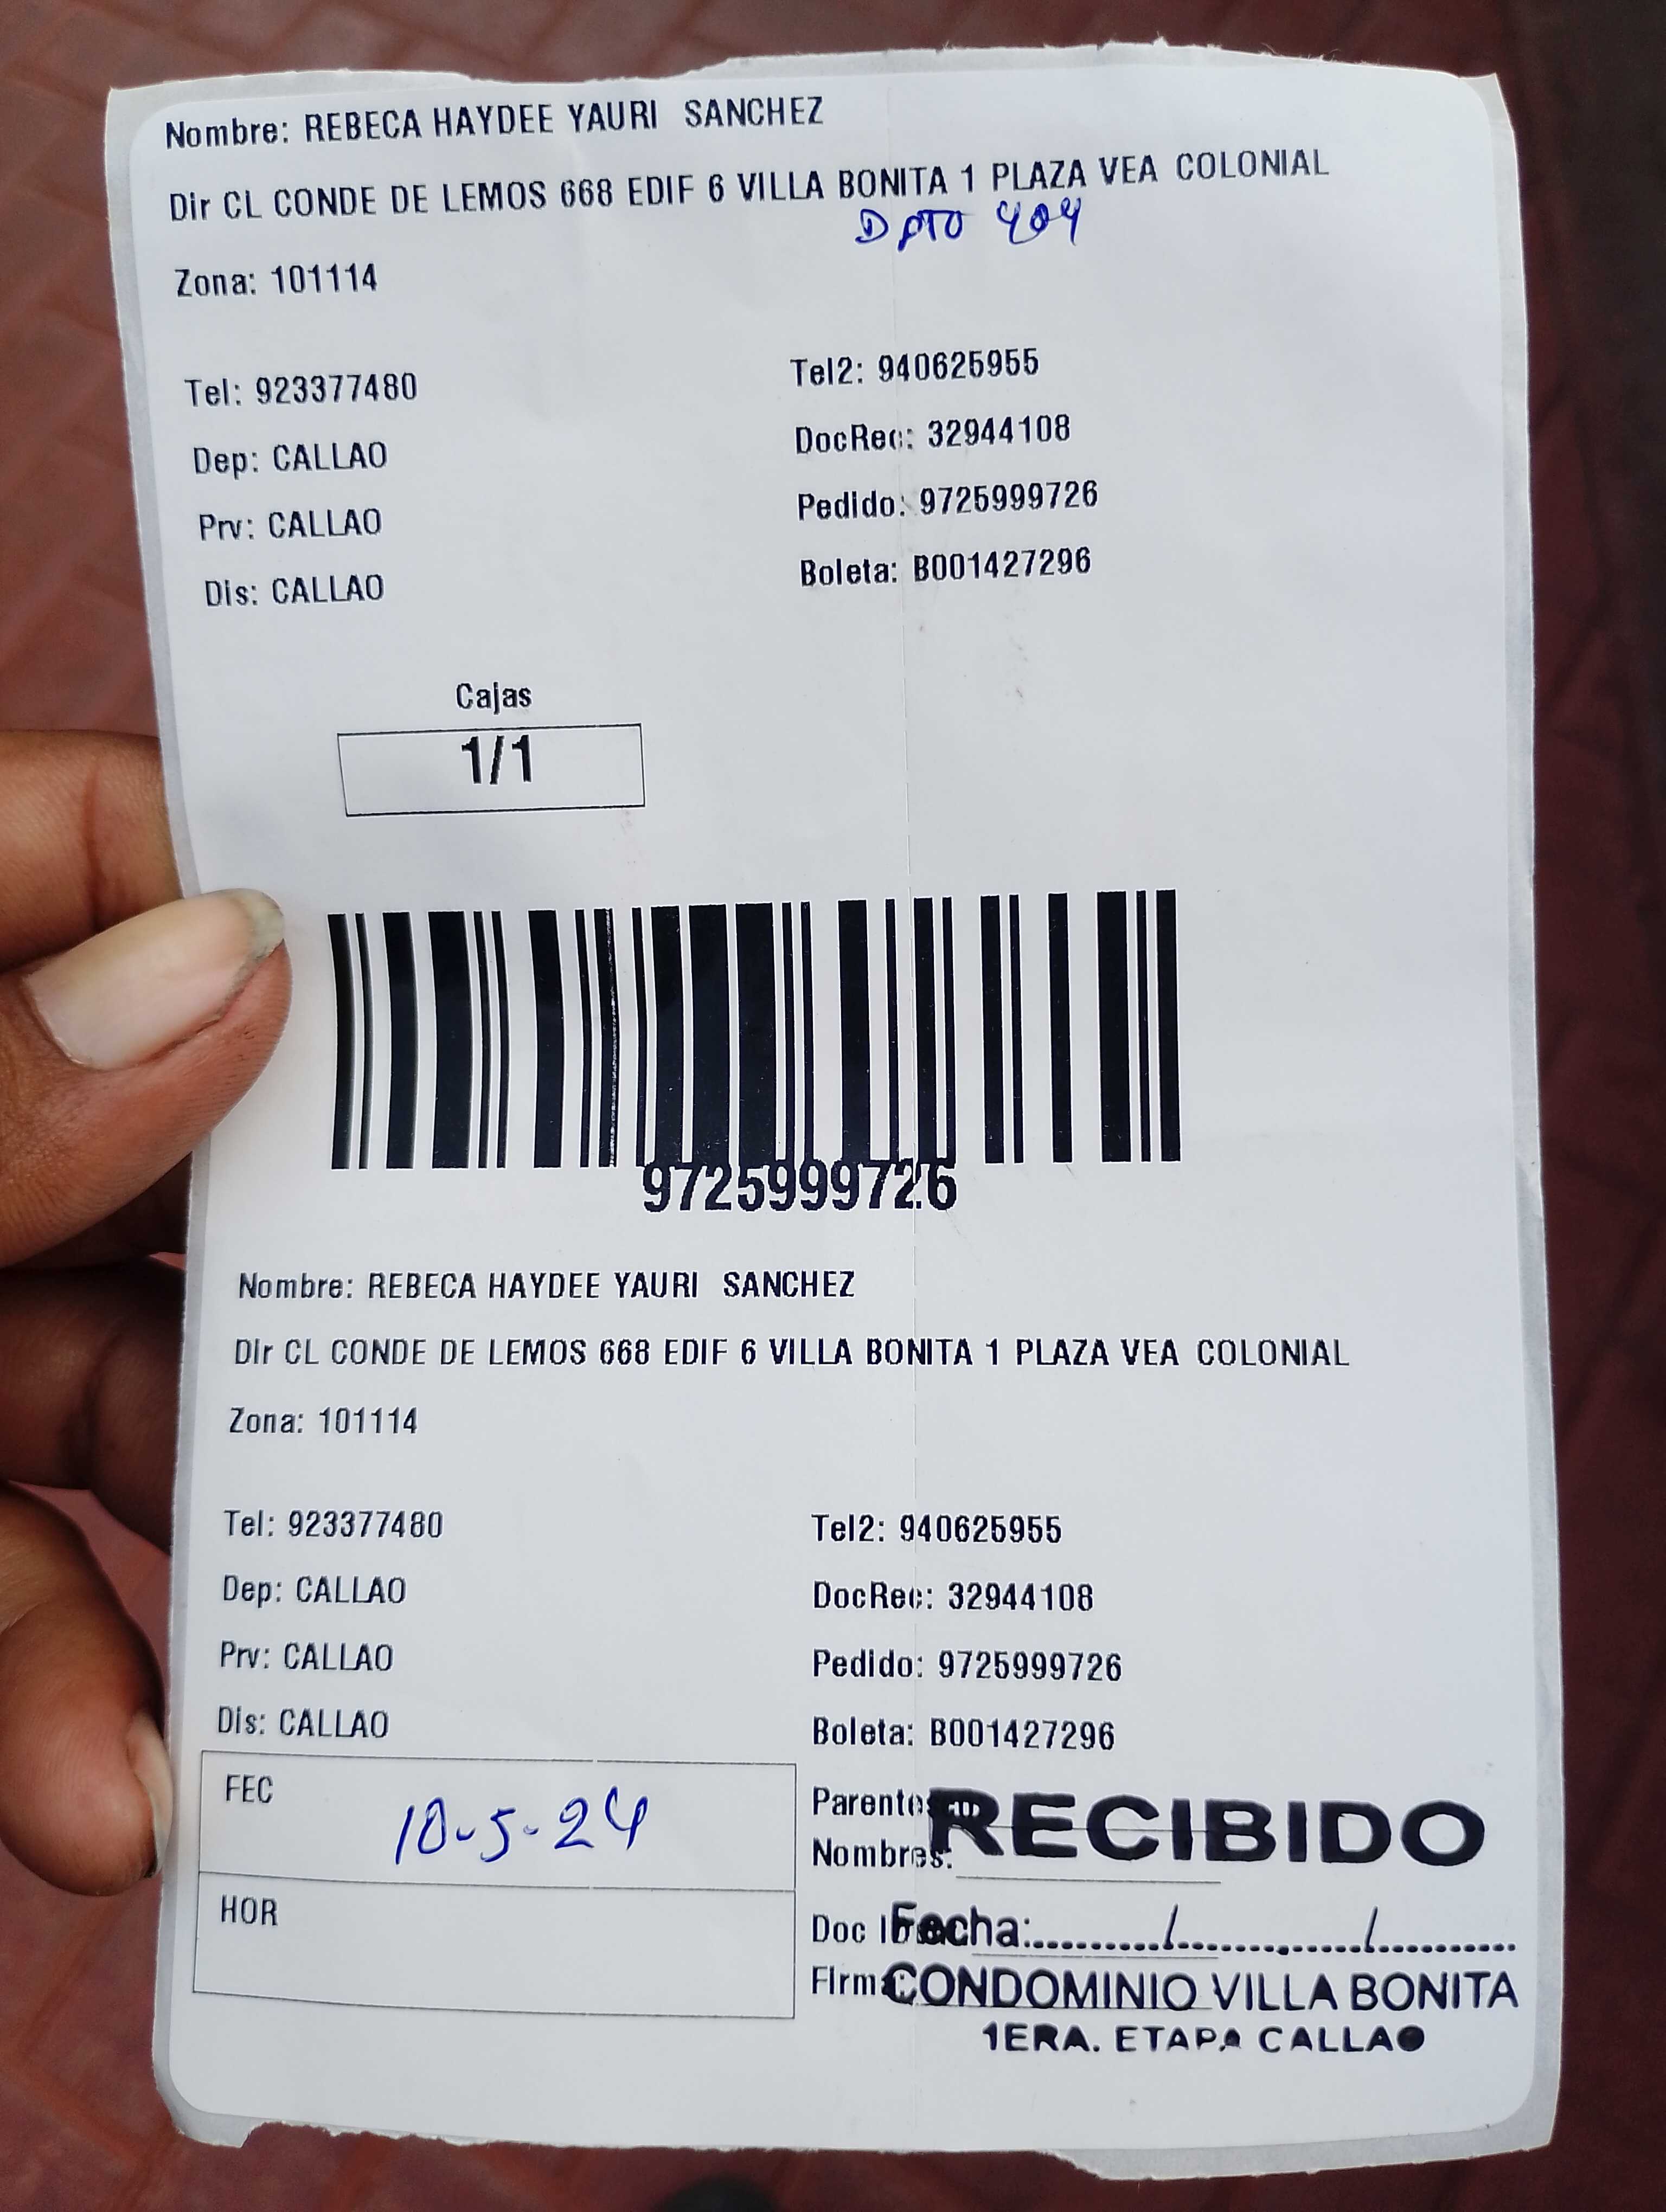 Nombre: REBECA HAYDEE YAURI SANCHEZ
Dir CL CONDE DE LEMOS 668 EDIF 6 VILLA BONITA 1 PLAZA VEA COLONIAL
DPTO 404
Zona: 101114
Tel: 923377480 Tel2: 940625955
Dep: CALLAO DocRec: 32944108
Prv: CALLAO Pedido: 9725999726
Dis: CALLAO Boleta: B001427296
Cajas
1/1
9725999726
Nombre: REBECA HAYDEE YAURI SANCHEZ
Dir CL CONDE DE LEMOS 668 EDIF 6 VILLA BONITA 1 PLAZA VEA COLONIAL
Zona: 101114
Tel: 923377480 Tel2: 940625955
Dep: CALLAO DocRec: 32944108
Prv: CALLAO Pedido: 9725999726
Dis: CALLAO Boleta: B001427296
FEC 10-5-24
HOR
Nombres:
Doc
RECIBIDO
Fecha:........../............/...........
CONDOMINIO VILLA BONITA
1ERA. ETAPA CALLAO